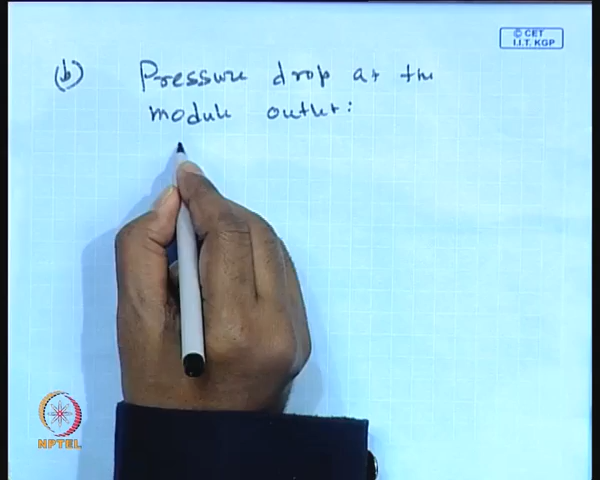 © CET
I.I.T. KGP
(b) Pressure drop at the
module outlet:
NPTEL